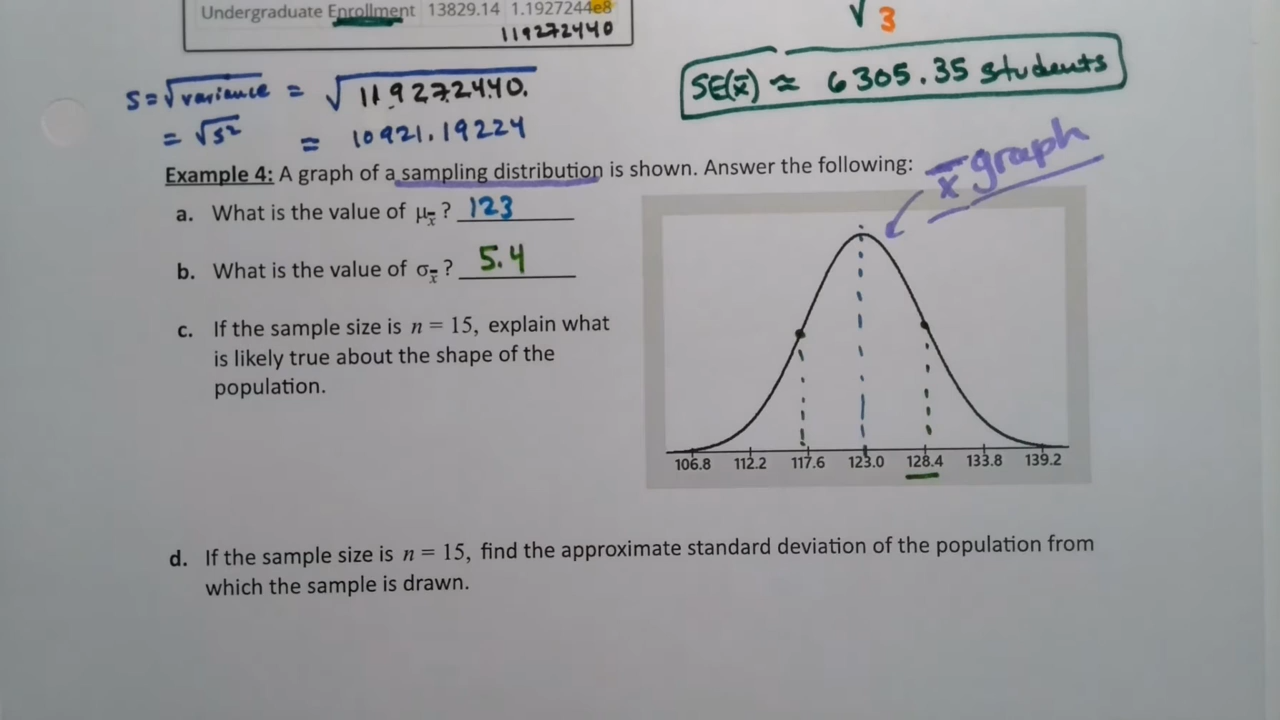 Undergraduate Enrollment 13829.14 1.1927244e8
119272440
√3
SE(x̄) ≈ 6305.35 students
S = √variance = √119272440.
= √s² = 10921.19224
Example 4: A graph of a sampling distribution is shown. Answer the following:
x̄ graph
a. What is the value of μx̄ ? 123
b. What is the value of σx̄ ? 5.4
c. If the sample size is n = 15, explain what
is likely true about the shape of the
population.
106.8 112.2 117.6 123.0 128.4 133.8 139.2
d. If the sample size is n = 15, find the approximate standard deviation of the population from
which the sample is drawn.